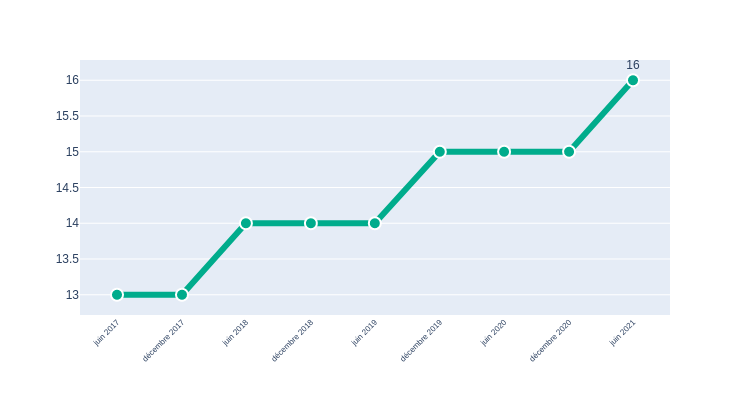 16
16
15.5
15
14.5
14
13.5
13
juin 2017
décembre 2017
juin 2018
décembre 2018
juin 2019
décembre 2019
juin 2020
décembre 2020
juin 2021